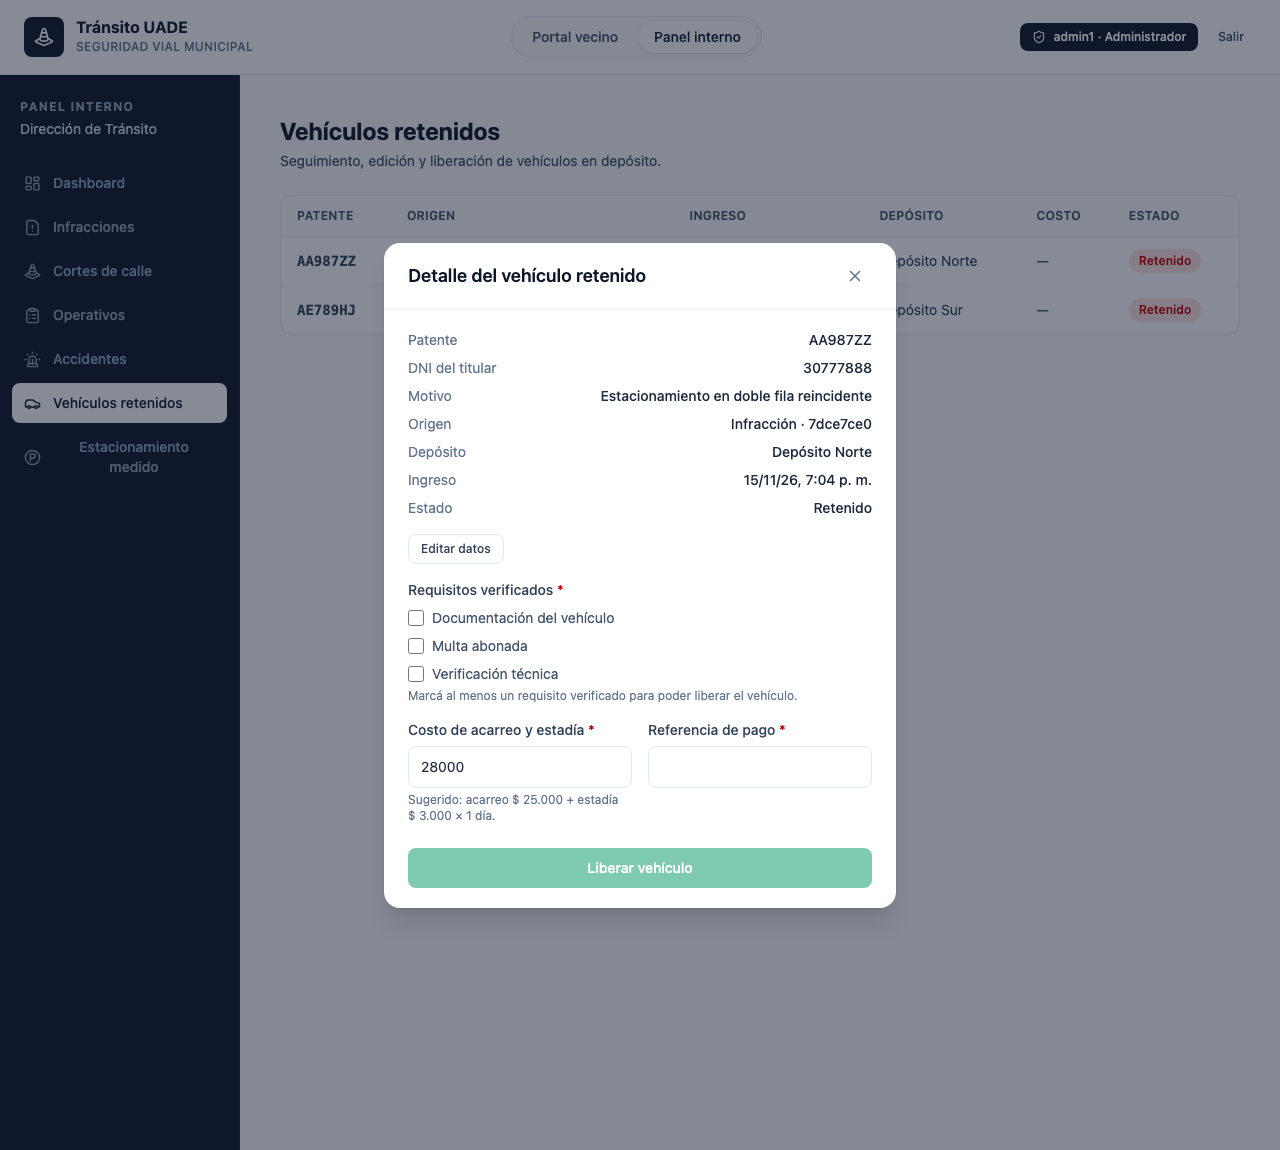 Tránsito UADE
SEGURIDAD VIAL MUNICIPAL
Portal vecino
Panel interno
admin1 · Administrador
Salir
PANEL INTERNO
Dirección de Tránsito
Dashboard
Infracciones
Cortes de calle
Operativos
Accidentes
Vehículos retenidos
Estacionamiento
medido
Vehículos retenidos
Seguimiento, edición y liberación de vehículos en depósito.
PATENTE ORIGEN INGRESO DEPÓSITO COSTO ESTADO
AA987ZZ pósito Norte — Retenido
AE789HJ pósito Sur — Retenido
Detalle del vehículo retenido
Patente AA987ZZ
DNI del titular 30777888
Motivo Estacionamiento en doble fila reincidente
Origen Infracción · 7dce7ce0
Depósito Depósito Norte
Ingreso 15/11/26, 7:04 p. m.
Estado Retenido
Editar datos
Requisitos verificados *
Documentación del vehículo
Multa abonada
Verificación técnica
Marcá al menos un requisito verificado para poder liberar el vehículo.
Costo de acarreo y estadía * Referencia de pago *
28000
Sugerido: acarreo $ 25.000 + estadía
$ 3.000 × 1 día.
Liberar vehículo